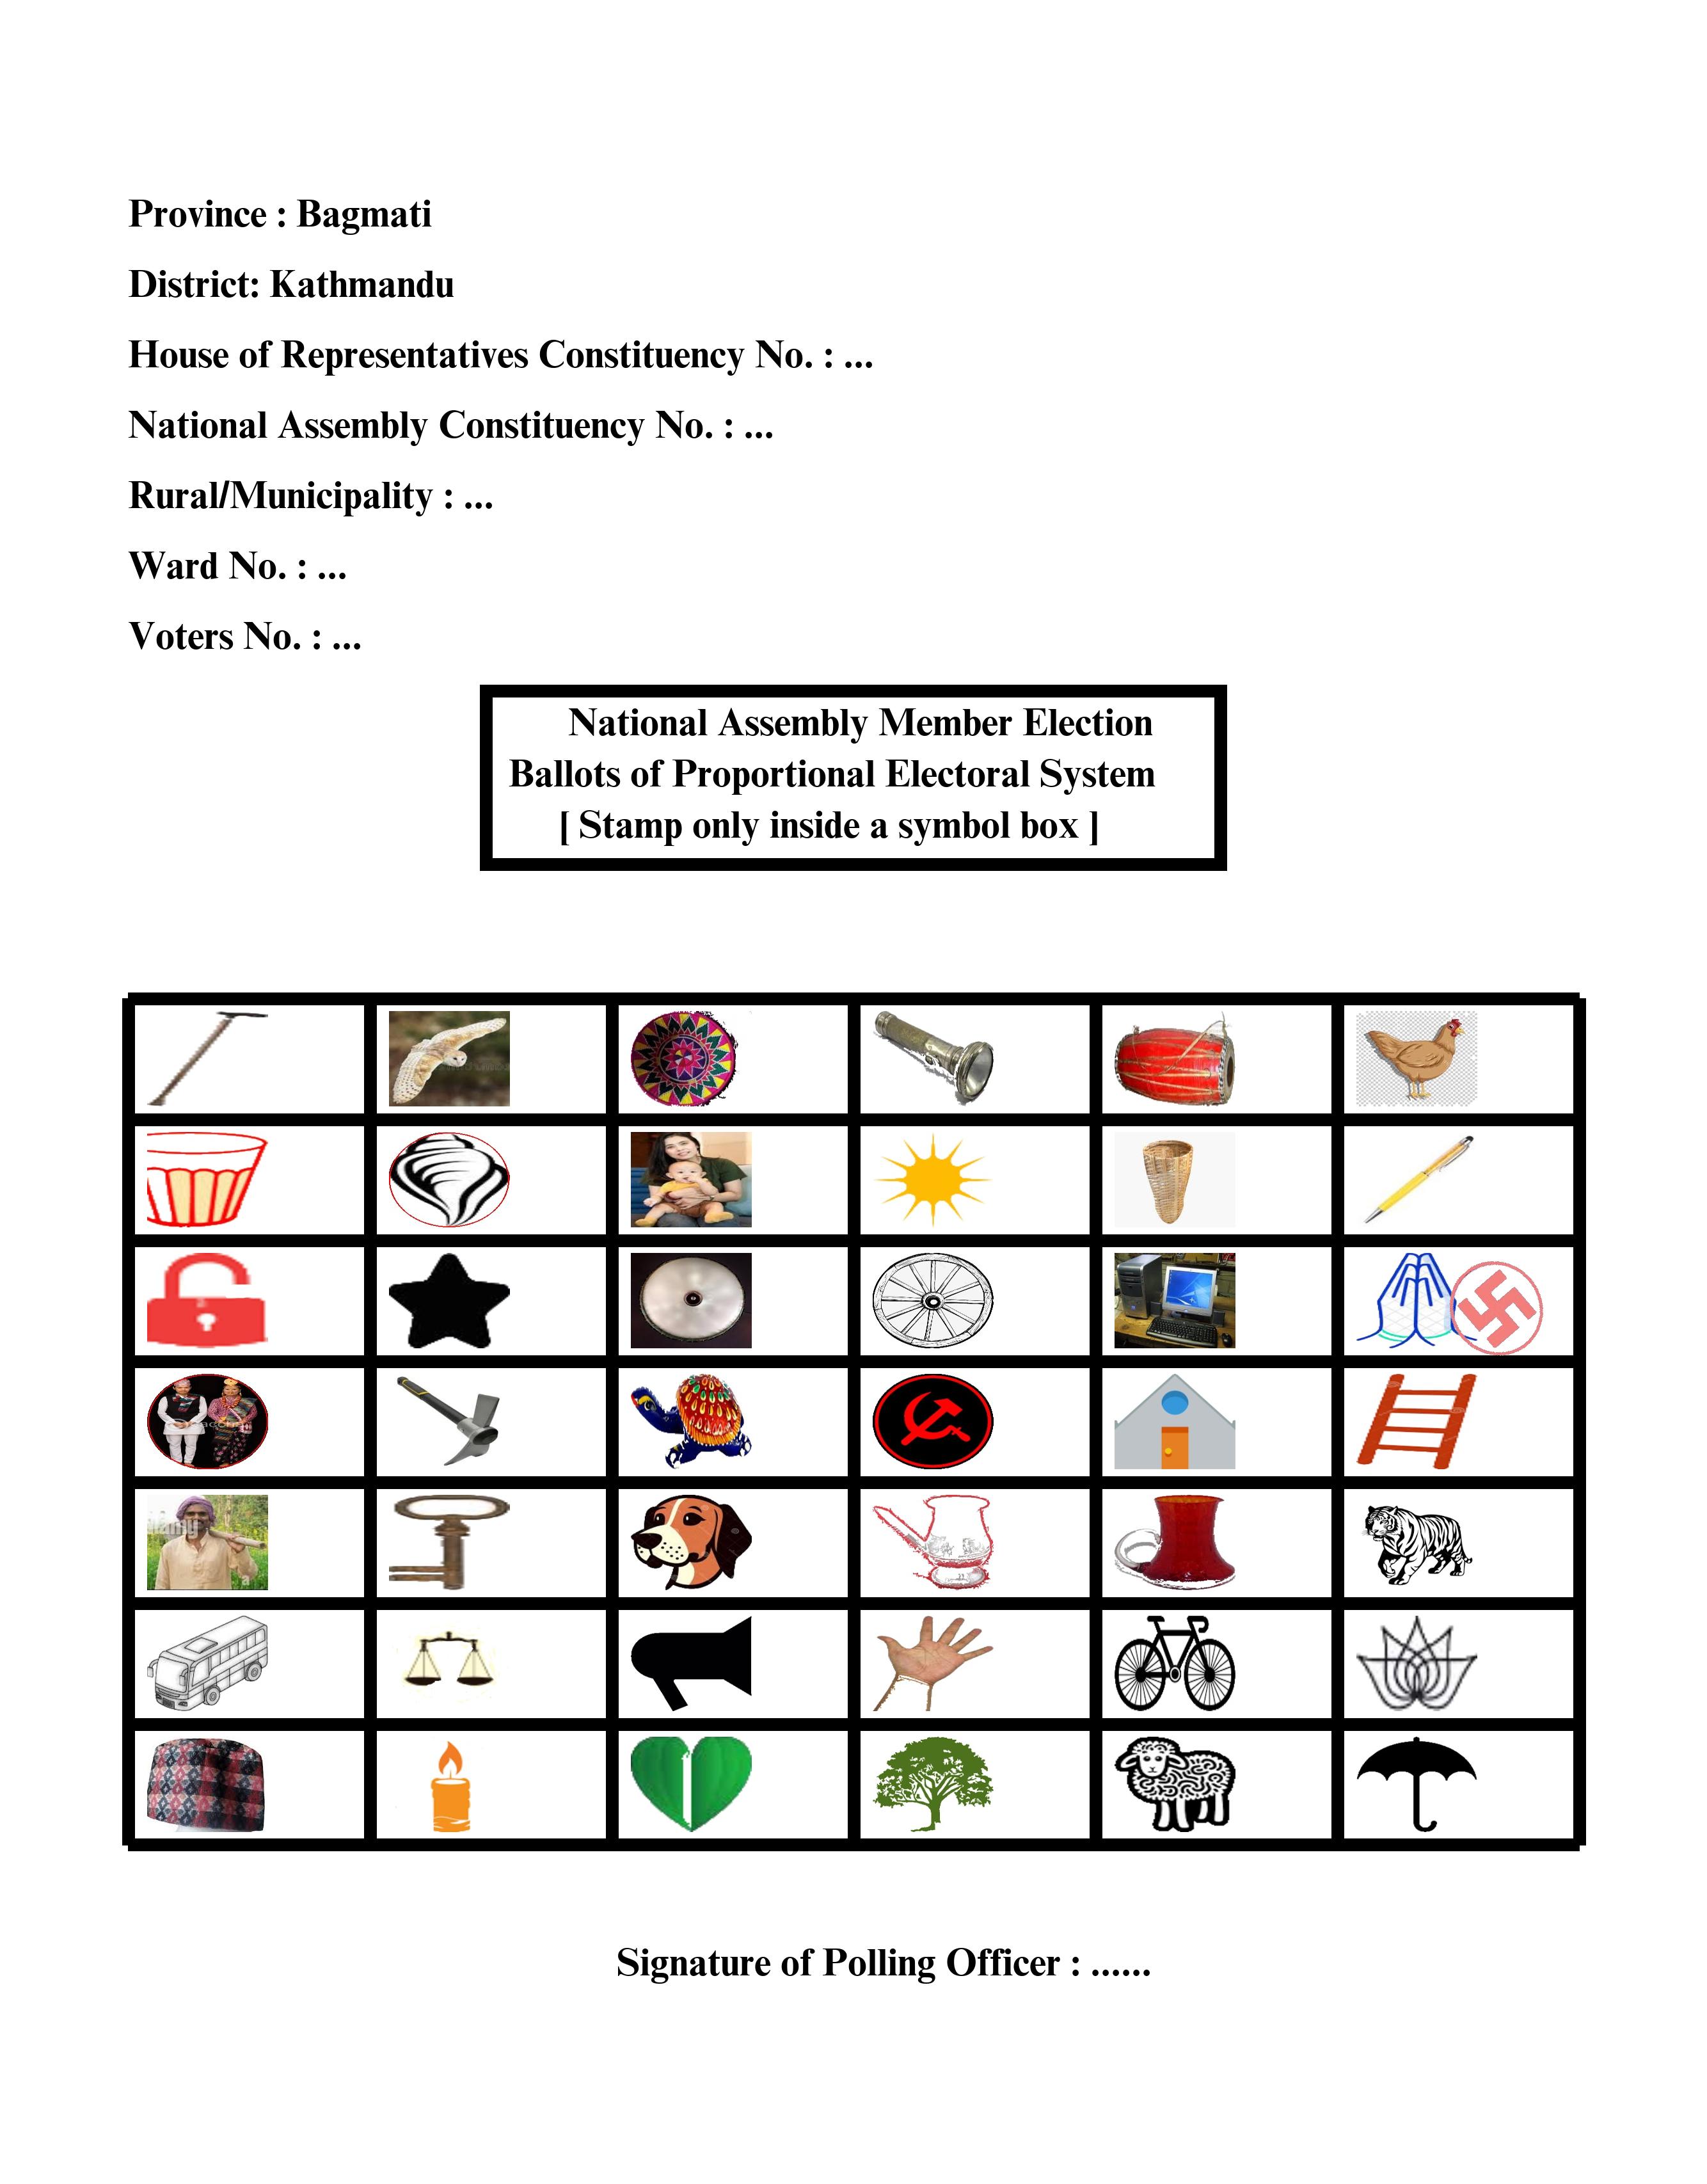 Province : Bagmati
District: Kathmandu
House of Representatives Constituency No. : ...
National Assembly Constituency No. : ...
Rural/Municipality : ...
Ward No. : ...
Voters No. : ...
National Assembly Member Election
Ballots of Proportional Electoral System
[ Stamp only inside a symbol box ]
Signature of Polling Officer : ......